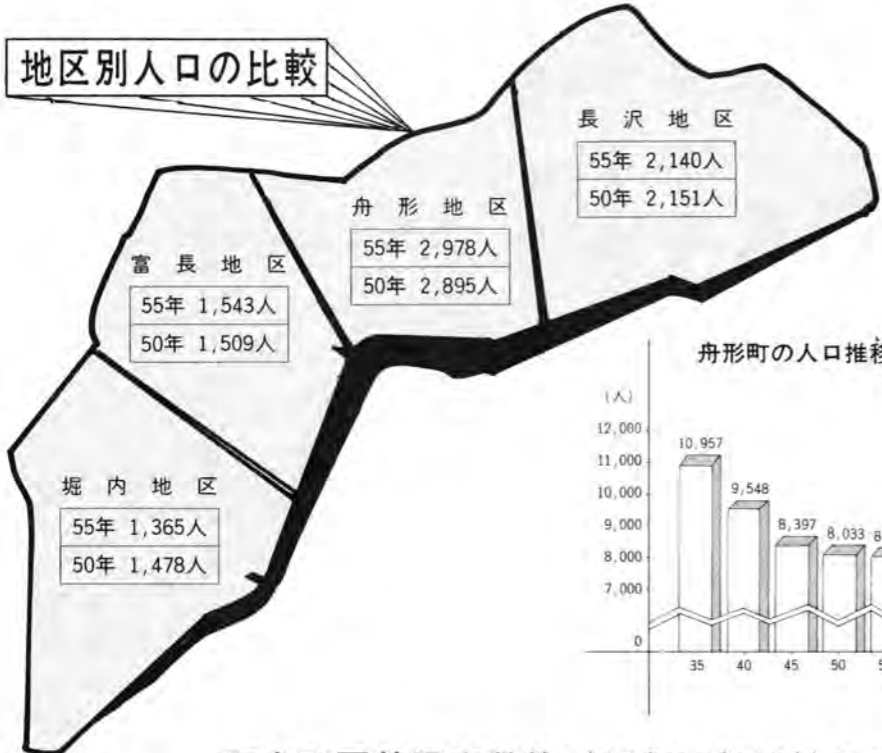 地区別人口の比較
長沢地区
55年 2,140人
50年 2,151人
舟形地区
55年 2,978人
50年 2,895人
富長地区
55年 1,543人
50年 1,509人
堀内地区
55年 1,365人
50年 1,478人
舟形町の人口推移
(人)
12,000
11,000
10,000
9,000
8,000
7,000
0
10,957
9,548
8,397
8,033
35
40
45
50